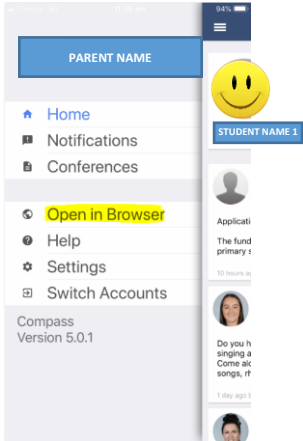 94%
PARENT NAME
Home
Notifications
Conferences
Open in Browser
Help
Settings
Switch Accounts
Compass
Version 5.0.1
STUDENT NAME 1
Applicati
The fund
primary s
10 hours ag
Do you h
singing a
Come alo
songs, rh
1 day ago